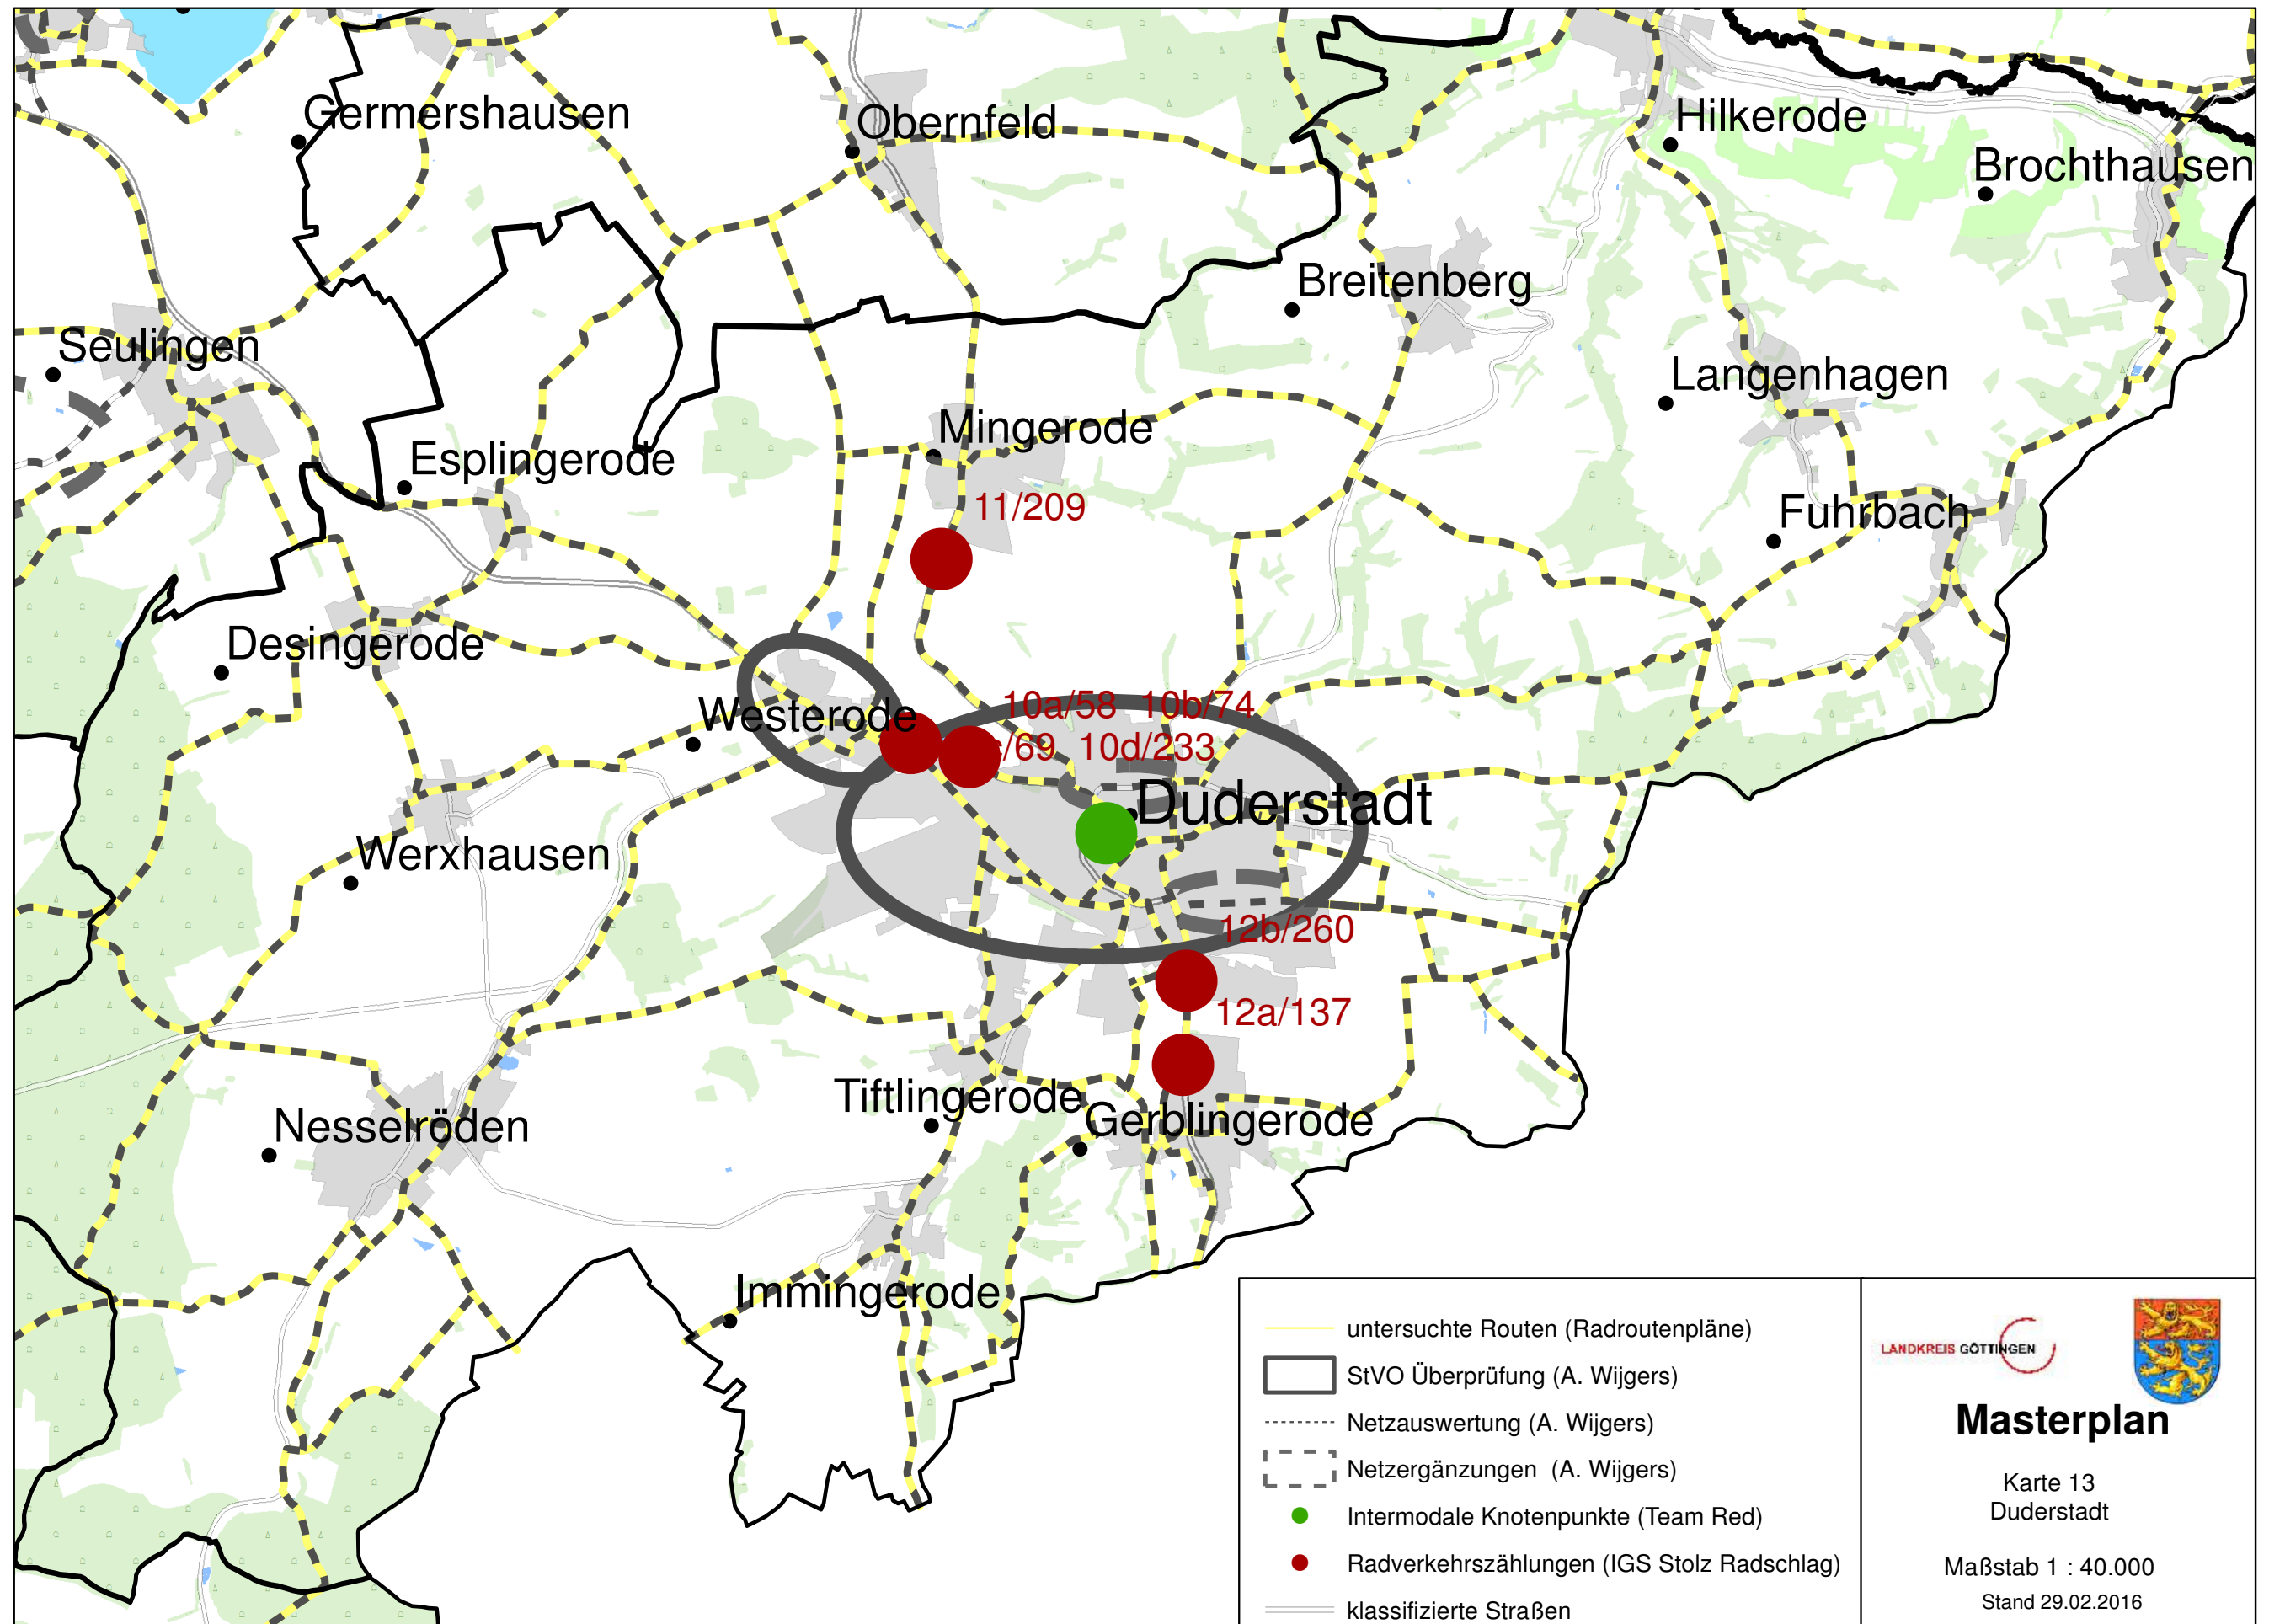 Germershausen
Obernfeld
Hilkerode
Brochthausen
Breitenberg
Seulingen
Langenhagen
Mingerode
Esplingerode
11/209
Fuhrbach
Desingerode
Westerode
10a/58 10b/74
c/69 10d/233
Duderstadt
Werxhausen
12b/260
12a/137
Tiftlingerode
Gerblingerode
Nesselröden
Immingerode
untersuchte Routen (Radroutenpläne)
StVO Überprüfung (A. Wijgers)
Netzauswertung (A. Wijgers)
Netzergänzungen (A. Wijgers)
Intermodale Knotenpunkte (Team Red)
Radverkehrszählungen (IGS Stolz Radschlag)
klassifizierte Straßen
LANDKREIS GÖTTINGEN
Masterplan
Karte 13
Duderstadt
Maßstab 1 : 40.000
Stand 29.02.2016